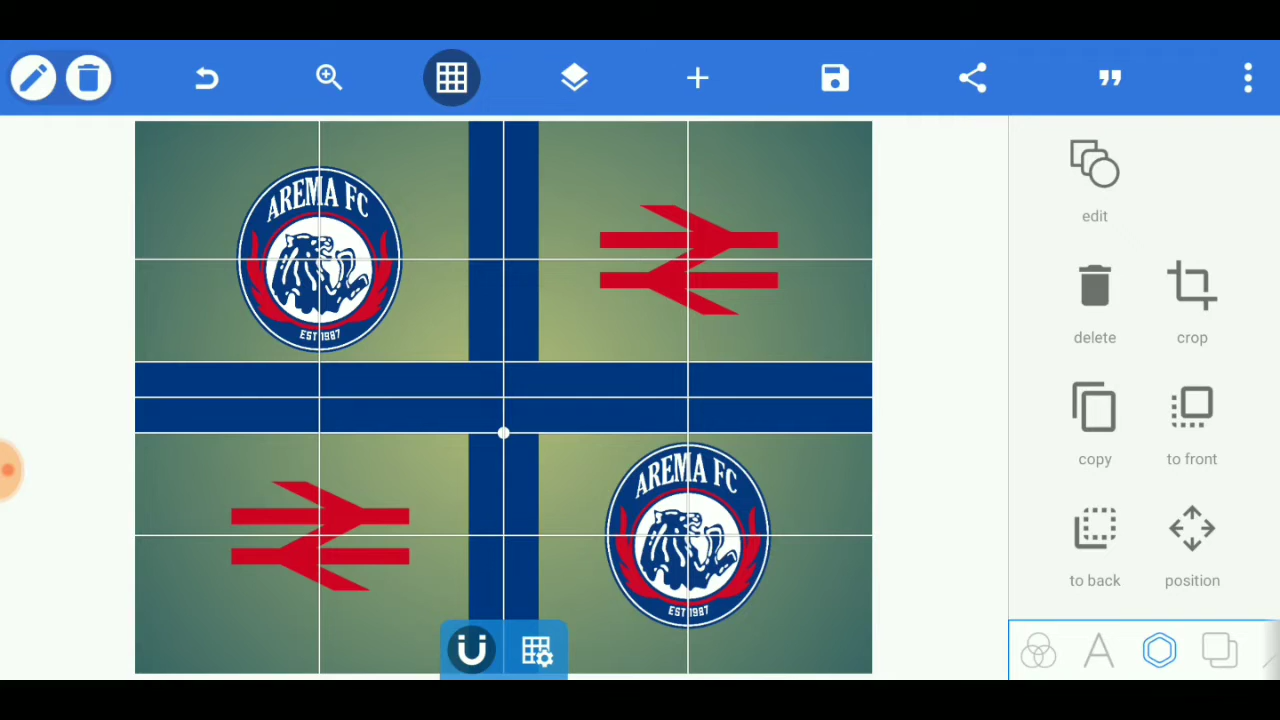 AREMA FC
EST 1987
AREMA FC
EST 1987
edit
delete
crop
copy
to front
to back
position